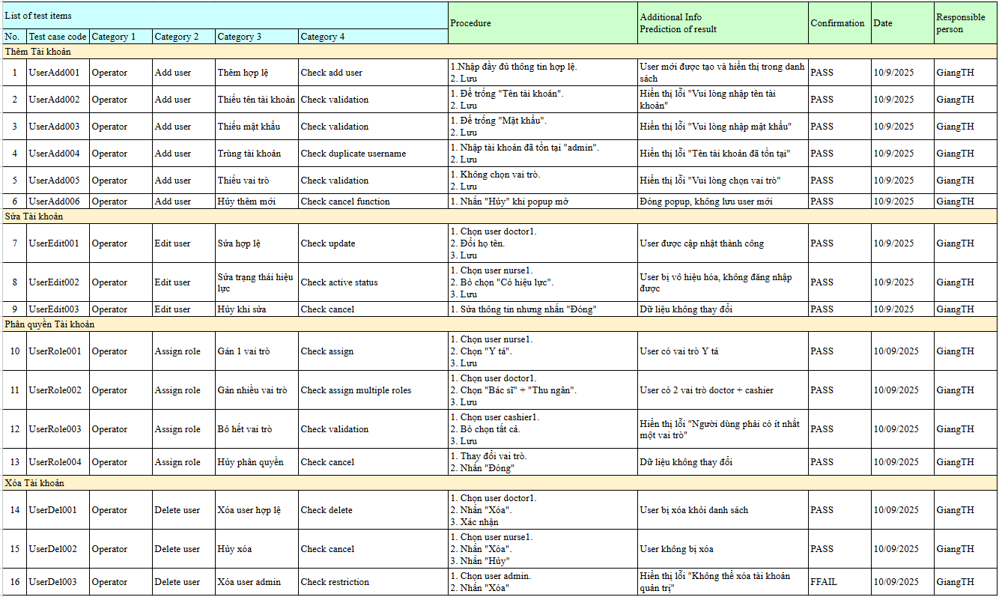 List of test items
Procedure
Additional Info
Prediction of result
Confirmation
Date
Responsible
person
No. Test case code Category 1 Category 2 Category 3 Category 4
Thêm Tài khoản
1 UserAdd001 Operator Add user Thêm hợp lệ Check add user
1.Nhập đầy đủ thông tin hợp lệ.
2. Lưu
User mới được tạo và hiển thị trong danh
sách
PASS 10/9/2025 GiangTH
2 UserAdd002 Operator Add user Thiếu tên tài khoản Check validation
1. Để trống "Tên tài khoản".
2. Lưu
Hiển thị lỗi "Vui lòng nhập tên tài
khoản"
PASS 10/9/2025 GiangTH
3 UserAdd003 Operator Add user Thiếu mật khẩu Check validation
1. Để trống "Mật khẩu".
2. Lưu
Hiển thị lỗi "Vui lòng nhập mật khẩu"
PASS 10/9/2025 GiangTH
4 UserAdd004 Operator Add user Trùng tài khoản Check duplicate username
1. Nhập tài khoản đã tồn tại "admin".
2. Lưu
Hiển thị lỗi "Tên tài khoản đã tồn tại"
PASS 10/9/2025 GiangTH
5 UserAdd005 Operator Add user Thiếu vai trò Check validation
1. Không chọn vai trò.
2. Lưu
Hiển thị lỗi "Vui lòng chọn vai trò"
PASS 10/9/2025 GiangTH
6 UserAdd006 Operator Add user Hủy thêm mới Check cancel function
1. Nhấn "Hủy" khi popup mở
Đóng popup, không lưu user mới
PASS 10/9/2025 GiangTH
Sửa Tài khoản
7 UserEdit001 Operator Edit user Sửa hợp lệ Check update
1. Chọn user doctor1.
2. Đổi họ tên.
3. Lưu
User được cập nhật thành công
PASS 10/9/2025 GiangTH
8 UserEdit002 Operator Edit user
Sửa trạng thái hiệu
lực
Check active status
1. Chọn user nurse1.
2. Bỏ chọn "Có hiệu lực".
3. Lưu
User bị vô hiệu hóa, không đăng nhập
được
PASS 10/9/2025 GiangTH
9 UserEdit003 Operator Edit user Hủy khi sửa Check cancel
1. Sửa thông tin nhưng nhấn "Đóng"
Dữ liệu không thay đổi
PASS 10/9/2025 GiangTH
Phân quyền Tài khoản
10 UserRole001 Operator Assign role Gán 1 vai trò Check assign
1. Chọn user nurse1.
2. Chọn "Y tá".
3. Lưu
User có vai trò Y tá
PASS 10/09/2025 GiangTH
11 UserRole002 Operator Assign role Gán nhiều vai trò Check assign multiple roles
1. Chọn user doctor1.
2. Chọn "Bác sĩ" + "Thu ngân".
3. Lưu
User có 2 vai trò doctor + cashier
PASS 10/09/2025 GiangTH
12 UserRole003 Operator Assign role Bỏ hết vai trò Check validation
1. Chọn user cashier1.
2. Bỏ chọn tất cả.
3. Lưu
Hiển thị lỗi "Người dùng phải có ít nhất
một vai trò"
PASS 10/09/2025 GiangTH
13 UserRole004 Operator Assign role Hủy phân quyền Check cancel
1. Thay đổi vai trò.
2. Nhấn "Đóng"
Dữ liệu không thay đổi
PASS 10/09/2025 GiangTH
Xóa Tài khoản
14 UserDel001 Operator Delete user Xóa user hợp lệ Check delete
1. Chọn user doctor1.
2. Nhấn "Xóa".
3. Xác nhận
User bị xóa khỏi danh sách
PASS 10/09/2025 GiangTH
15 UserDel002 Operator Delete user Hủy xóa Check cancel
1. Chọn user nurse1.
2. Nhấn "Xóa".
3. Nhấn "Hủy"
User không bị xóa
PASS 10/09/2025 GiangTH
16 UserDel003 Operator Delete user Xóa user admin Check restriction
1. Chọn user admin.
2. Nhấn "Xóa"
Hiển thị lỗi "Không thể xóa tài khoản
quản trị"
FFAIL 10/09/2025 GiangTH